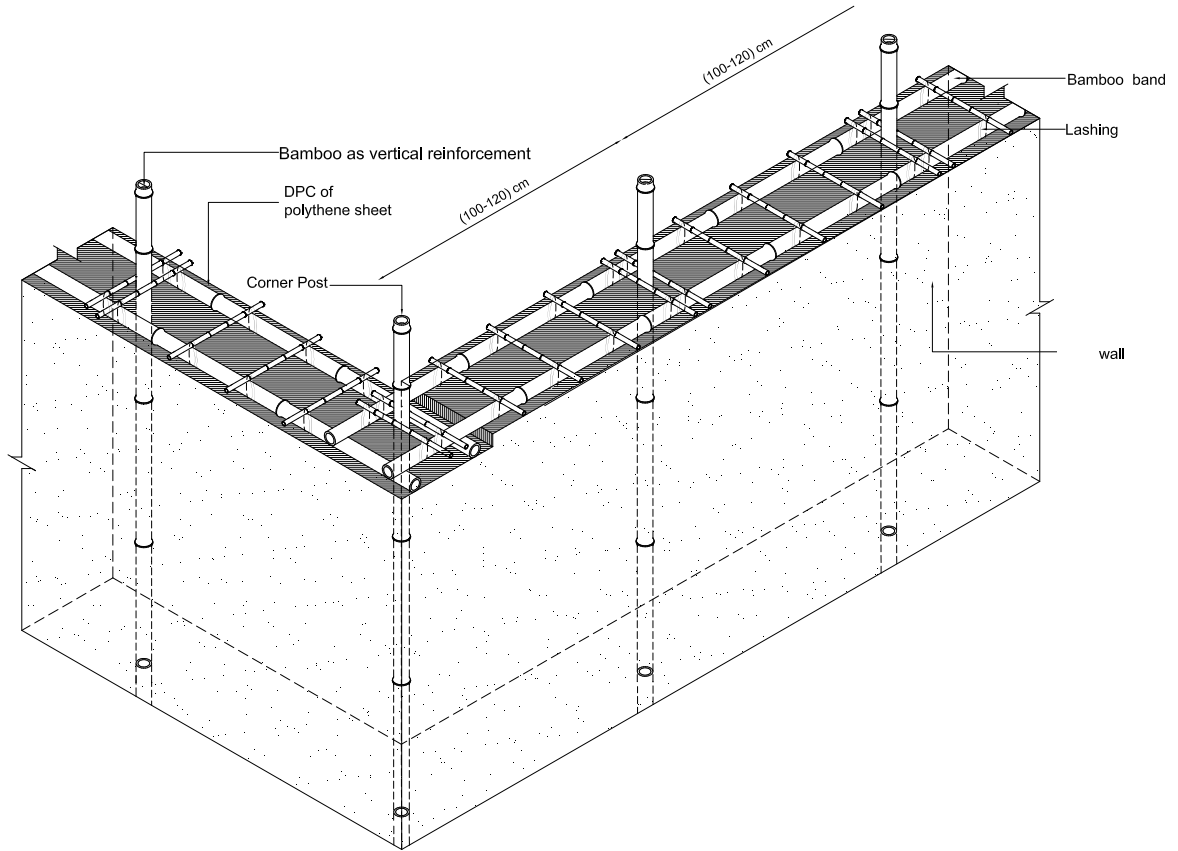 (100-120) cm
Bamboo band
Lashing
Bamboo as vertical reinforcement
DPC of
polythene sheet
(100-120) cm
Corner Post
wall